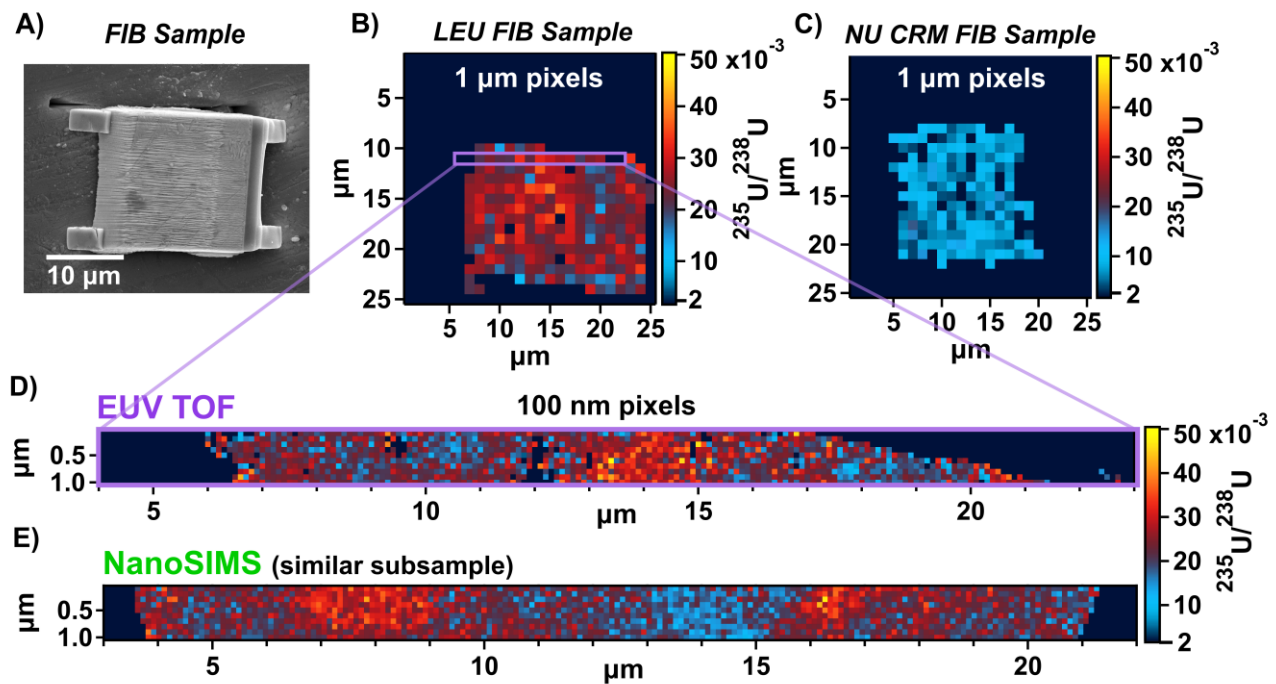 A)
FIB Sample
10 µm
B)
LEU FIB Sample
1 µm pixels
5
10
15
20
25
µm
5 10 15 20 25
µm
50 x10-3
40
30
20
10
2
235U/238U
C)
NU CRM FIB Sample
1 µm pixels
5
10
15
20
25
µm
5 10 15 20 25
µm
50 x10-3
40
30
20
10
2
235U/238U
D)
EUV TOF
100 nm pixels
µm
0.5
1.0
5 10 15 20
µm
E)
NanoSIMS (similar subsample)
µm
0.5
1.0
5 10 15 20
µm
50 x10-3
40
30
20
10
2
235U/238U